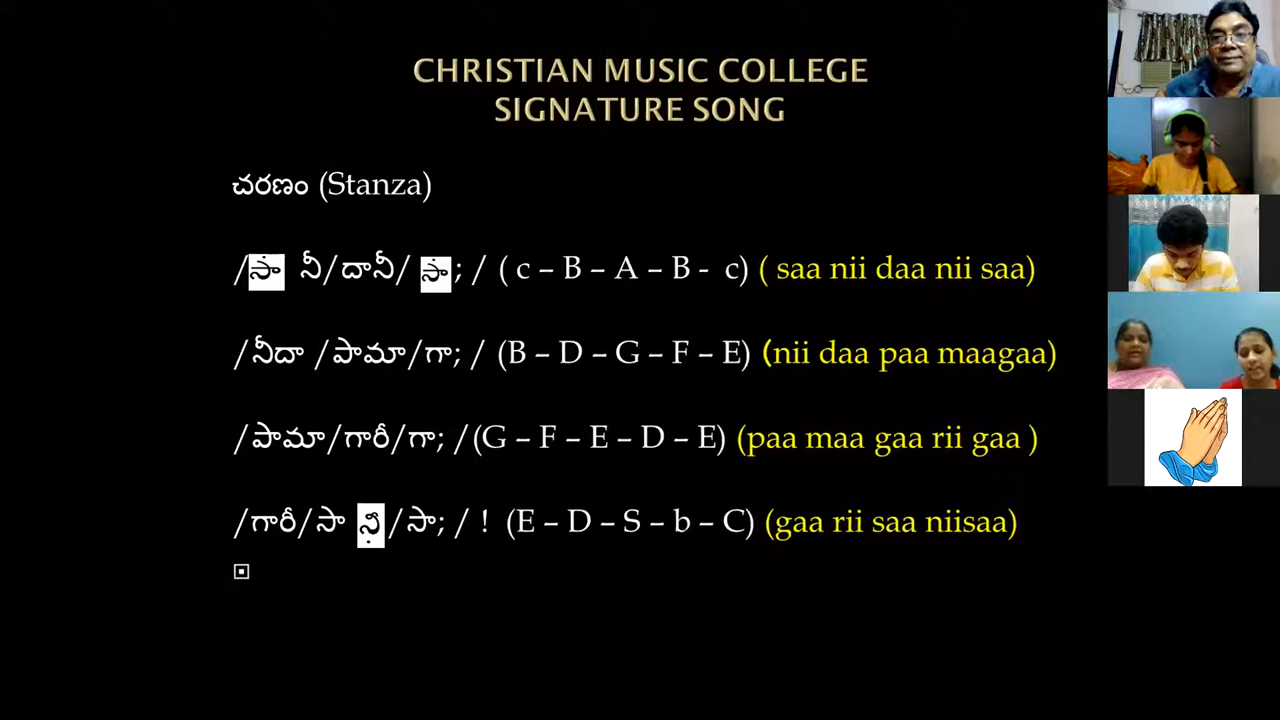 CHRISTIAN MUSIC COLLEGE
SIGNATURE SONG
చరణం (Stanza)
/సాં నీ/దానీ/ సాં; / ( c – B – A – B - c) ( saa nii daa nii saa)
/నీదా /పామా/గా; / (B – D – G – F – E) (nii daa paa maagaa)
/పామా/గారీ/గా; /(G – F – E – D – E) (paa maa gaa rii gaa )
/గారీ/సా నీ̣/సా; / ! (E – D – S – b – C) (gaa rii saa niisaa)